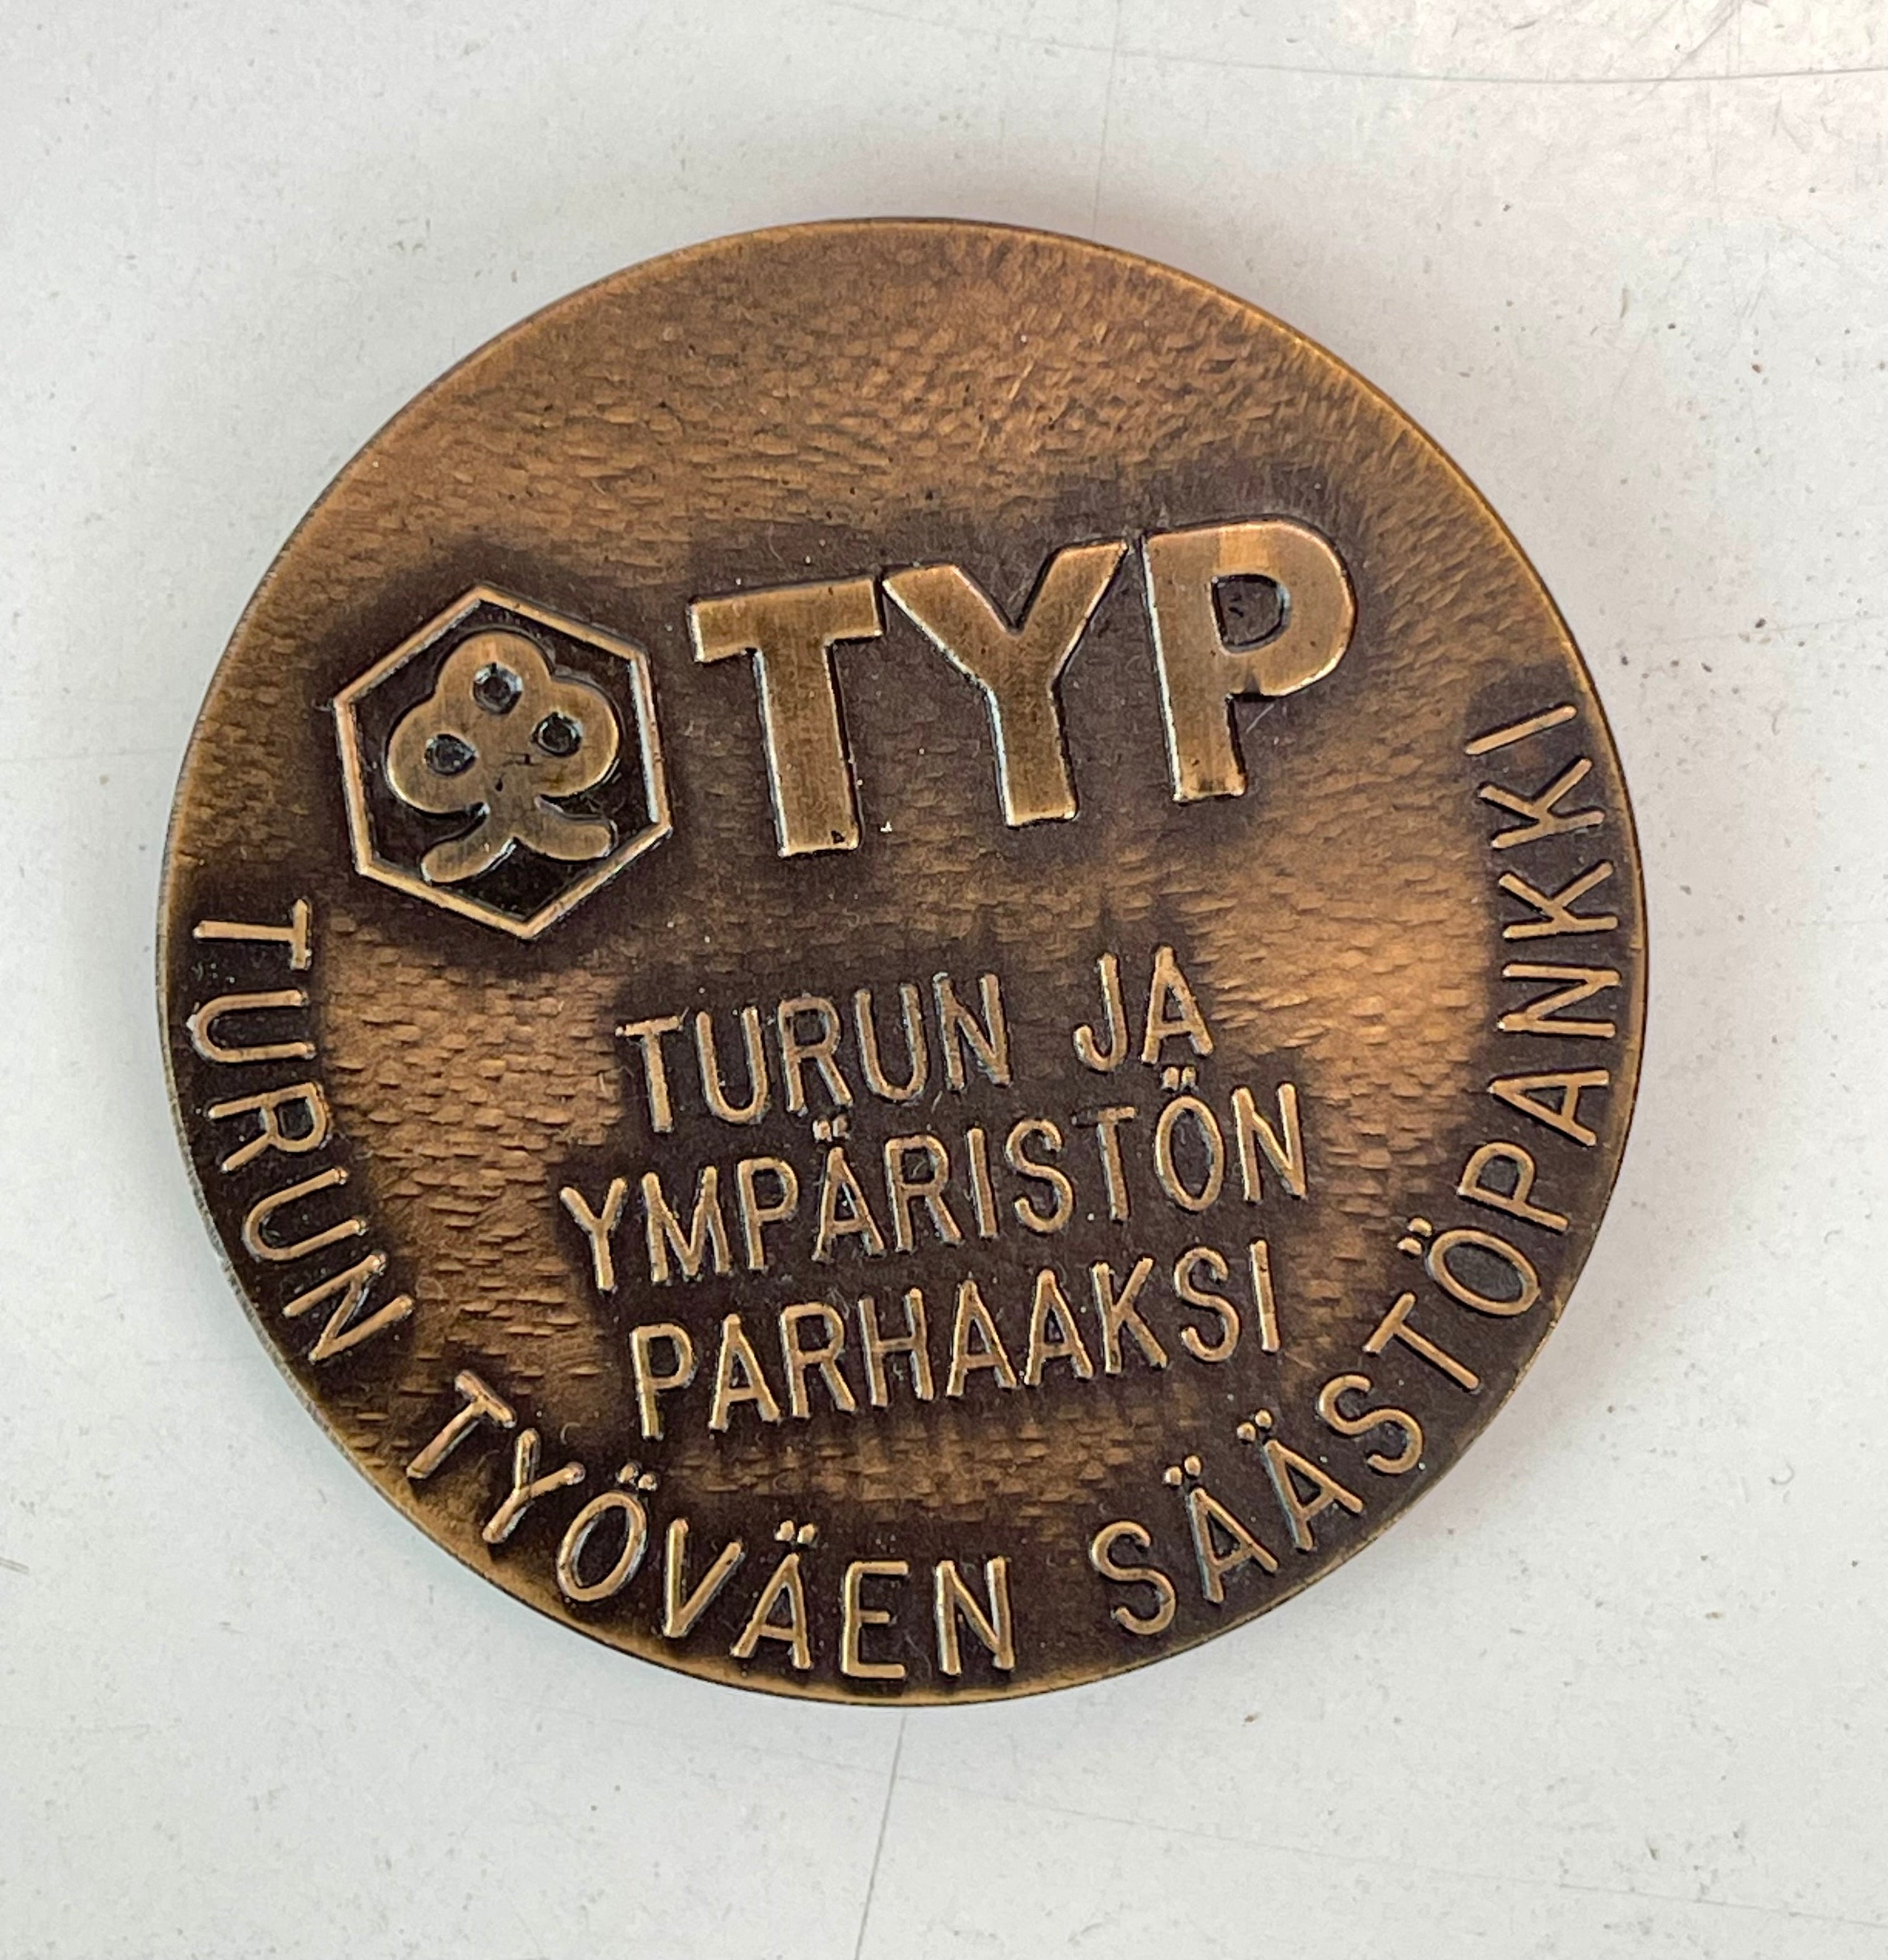 TYP
TURUN JA
YMPÄRISTÖN
PARHAAKSI
TURUN TYÖVÄEN SÄÄSTÖPANKKI